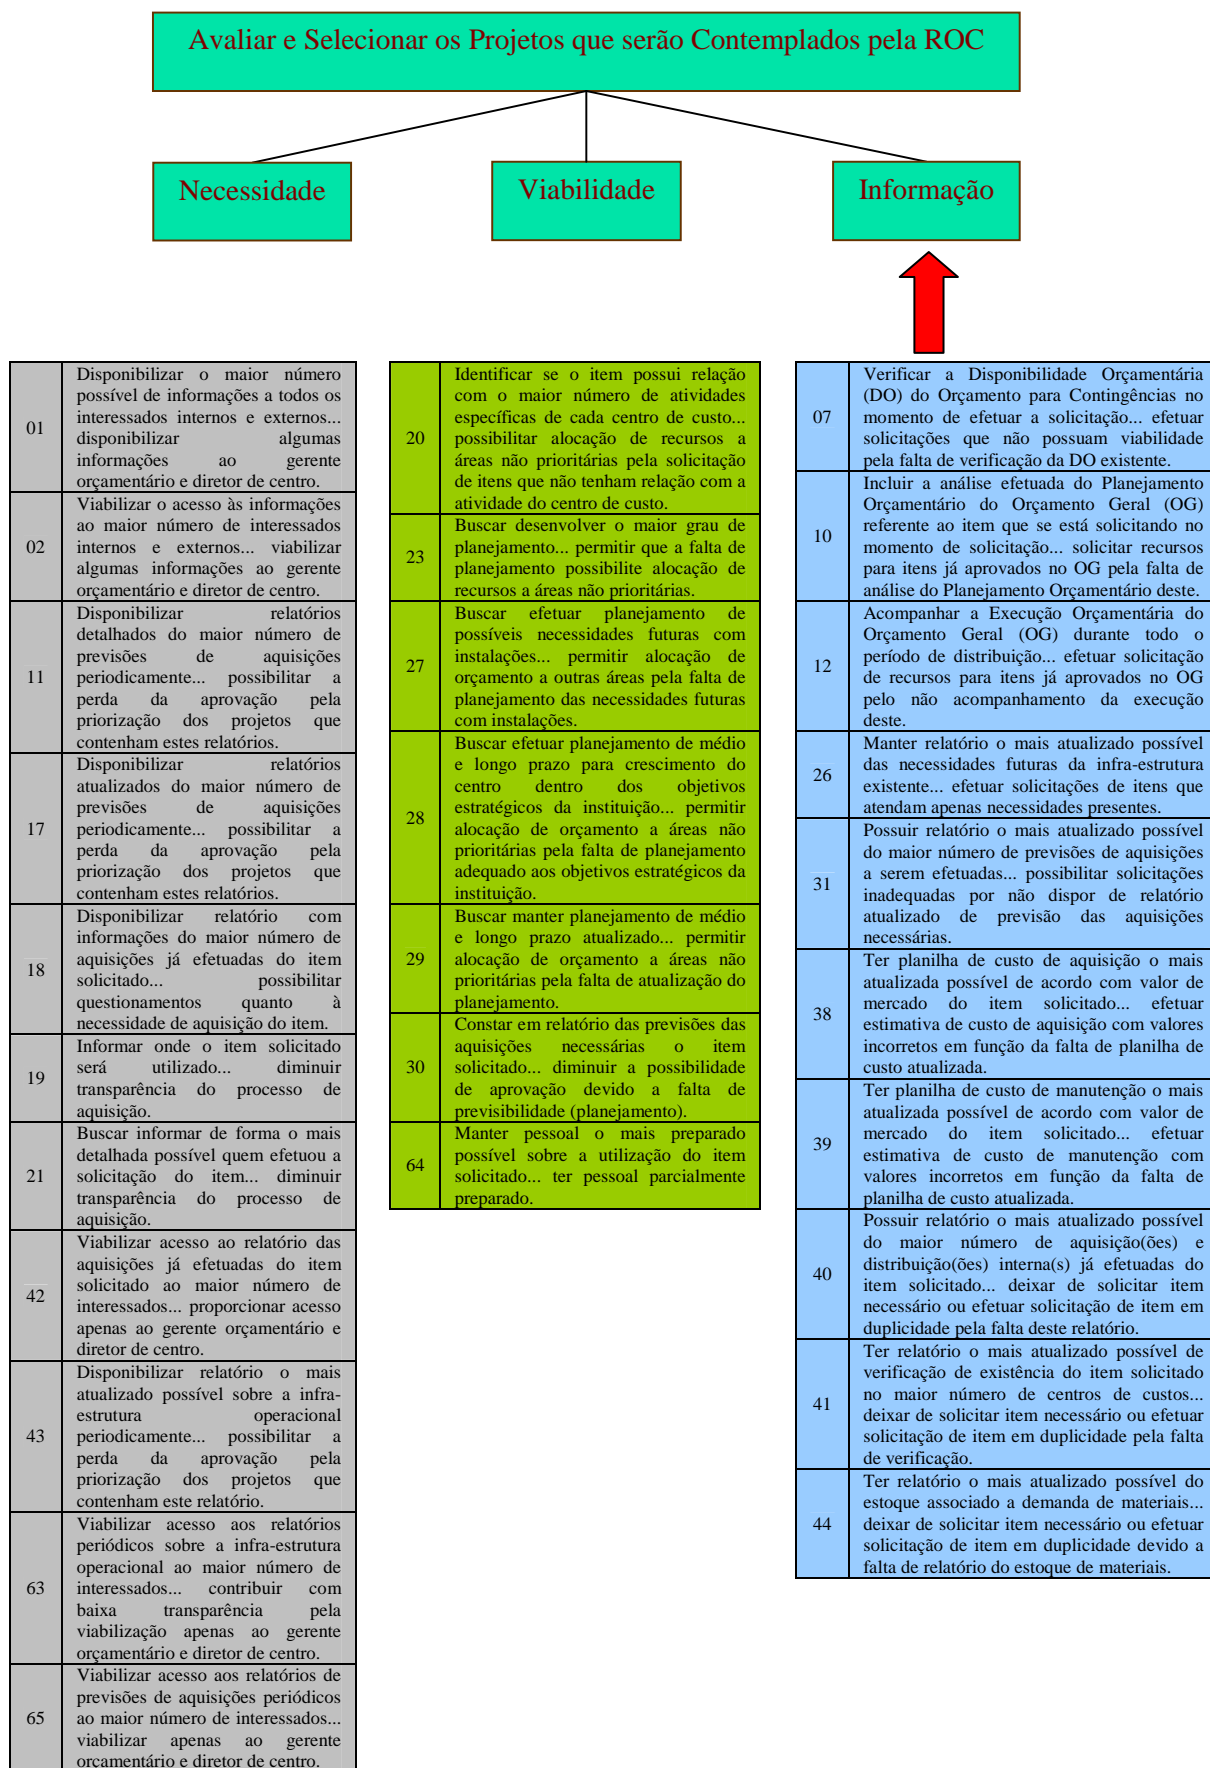 Avaliar e Selecionar os Projetos que serão Contemplados pela ROC
Necessidade
Viabilidade
Informação
01
Disponibilizar o maior número
possível de informações a todos os
interessados internos e externos...
disponibilizar algumas
informações ao gerente
orçamentário e diretor de centro.
02
Viabilizar o acesso às informações
ao maior número de interessados
internos e externos... viabilizar
algumas informações ao gerente
orçamentário e diretor de centro.
11
Disponibilizar relatórios
detalhados do maior número de
previsões de aquisições
periodicamente... possibilitar a
perda da aprovação pela
priorização dos projetos que
contenham estes relatórios.
17
Disponibilizar relatórios
atualizados do maior número de
previsões de aquisições
periodicamente... possibilitar a
perda da aprovação pela
priorização dos projetos que
contenham estes relatórios.
18
Disponibilizar relatório com
informações do maior número de
aquisições já efetuadas do item
solicitado... possibilitar
questionamentos quanto à
necessidade de aquisição do item.
19
Informar onde o item solicitado
será utilizado... diminuir
transparência do processo de
aquisição.
21
Buscar informar de forma o mais
detalhada possível quem efetuou a
solicitação do item... diminuir
transparência do processo de
aquisição.
42
Viabilizar acesso ao relatório das
aquisições já efetuadas do item
solicitado ao maior número de
interessados... proporcionar acesso
apenas ao gerente orçamentário e
diretor de centro.
43
Disponibilizar relatório o mais
atualizado possível sobre a infra-
estrutura operacional
periodicamente... possibilitar a
perda da aprovação pela
priorização dos projetos que
contenham este relatório.
63
Viabilizar acesso aos relatórios
periódicos sobre a infra-estrutura
operacional ao maior número de
interessados... contribuir com
baixa transparência pela
viabilização apenas ao gerente
orçamentário e diretor de centro.
65
Viabilizar acesso aos relatórios de
previsões de aquisições periódicos
ao maior número de interessados...
viabilizar apenas ao gerente
orçamentário e diretor de centro.
20
Identificar se o item possui relação
com o maior número de atividades
específicas de cada centro de custo...
possibilitar alocação de recursos a
áreas não prioritárias pela solicitação
de itens que não tenham relação com a
atividade do centro de custo.
23
Buscar desenvolver o maior grau de
planejamento... permitir que a falta de
planejamento possibilite alocação de
recursos a áreas não prioritárias.
27
Buscar efetuar planejamento de
possíveis necessidades futuras com
instalações... permitir alocação de
orçamento a outras áreas pela falta de
planejamento das necessidades futuras
com instalações.
28
Buscar efetuar planejamento de médio
e longo prazo para crescimento do
centro dentro dos objetivos
estratégicos da instituição... permitir
alocação de orçamento a áreas não
prioritárias pela falta de planejamento
adequado aos objetivos estratégicos da
instituição.
29
Buscar manter planejamento de médio
e longo prazo atualizado... permitir
alocação de orçamento a áreas não
prioritárias pela falta de atualização do
planejamento.
30
Constar em relatório das previsões das
aquisições necessárias o item
solicitado... diminuir a possibilidade
de aprovação devido a falta de
previsibilidade (planejamento).
64
Manter pessoal o mais preparado
possível sobre a utilização do item
solicitado... ter pessoal parcialmente
preparado.
07
Verificar a Disponibilidade Orçamentária
(DO) do Orçamento para Contingências no
momento de efetuar a solicitação... efetuar
solicitações que não possuam viabilidade
pela falta de verificação da DO existente.
10
Incluir a análise efetuada do Planejamento
Orçamentário do Orçamento Geral (OG)
referente ao item que se está solicitando no
momento de solicitação... solicitar recursos
para itens já aprovados no OG pela falta de
análise do Planejamento Orçamentário deste.
12
Acompanhar a Execução Orçamentária do
Orçamento Geral (OG) durante todo o
período de distribuição... efetuar solicitação
de recursos para itens já aprovados no OG
pelo não acompanhamento da execução
deste.
26
Manter relatório o mais atualizado possível
das necessidades futuras da infra-estrutura
existente... efetuar solicitações de itens que
atendam apenas necessidades presentes.
31
Possuir relatório o mais atualizado possível
do maior número de previsões de aquisições
a serem efetuadas... possibilitar solicitações
inadequadas por não dispor de relatório
atualizado de previsão das aquisições
necessárias.
38
Ter planilha de custo de aquisição o mais
atualizada possível de acordo com valor de
mercado do item solicitado... efetuar
estimativa de custo de aquisição com valores
incorretos em função da falta de planilha de
custo atualizada.
39
Ter planilha de custo de manutenção o mais
atualizada possível de acordo com valor de
mercado do item solicitado... efetuar
estimativa de custo de manutenção com
valores incorretos em função da falta de
planilha de custo atualizada.
40
Possuir relatório o mais atualizado possível
do maior número de aquisição(ões) e
distribuição(ões) interna(s) já efetuadas do
item solicitado... deixar de solicitar item
necessário ou efetuar solicitação de item em
duplicidade pela falta deste relatório.
41
Ter relatório o mais atualizado possível de
verificação de existência do item solicitado
no maior número de centros de custos...
deixar de solicitar item necessário ou efetuar
solicitação de item em duplicidade pela falta
de verificação.
44
Ter relatório o mais atualizado possível do
estoque associado a demanda de materiais...
deixar de solicitar item necessário ou efetuar
solicitação de item em duplicidade devido a
falta de relatório do estoque de materiais.